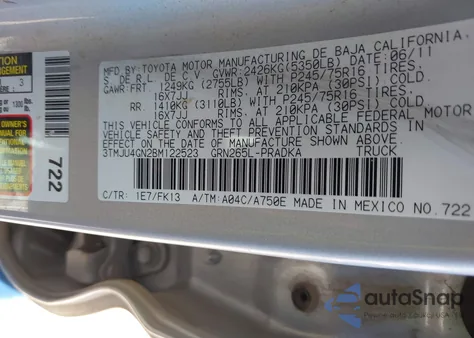 MFD.BY: TOYOTA MOTOR MANUFACTURING DE BAJA CALIFORNIA,
S. DE R.L. DE C.V. GVWR: 2426KG(5350LB) DATE: 06/11
GAWR:FRT. 1249KG (2755LB) WITH P245/75R16 TIRES,
16X7JJ RIMS, AT 210KPA (30PSI) COLD.
RR 1410KG (3110LB) WITH P245/75R16 TIRES,
16X7JJ RIMS, AT 210KPA (30PSI) COLD.
THIS VEHICLE CONFORMS TO ALL APPLICABLE FEDERAL MOTOR
VEHICLE SAFETY AND THEFT PREVENTION STANDARDS IN
EFFECT ON THE DATE OF MANUFACTURE SHOWN ABOVE.
3TMJU4GN2BM122523 GRN265L-PRADKA TRUCK
C/TR: 1E7/FK13 A/TM:A04C/A750E MADE IN MEXICO NO.722
722
3
OWNER'S
autoSnap